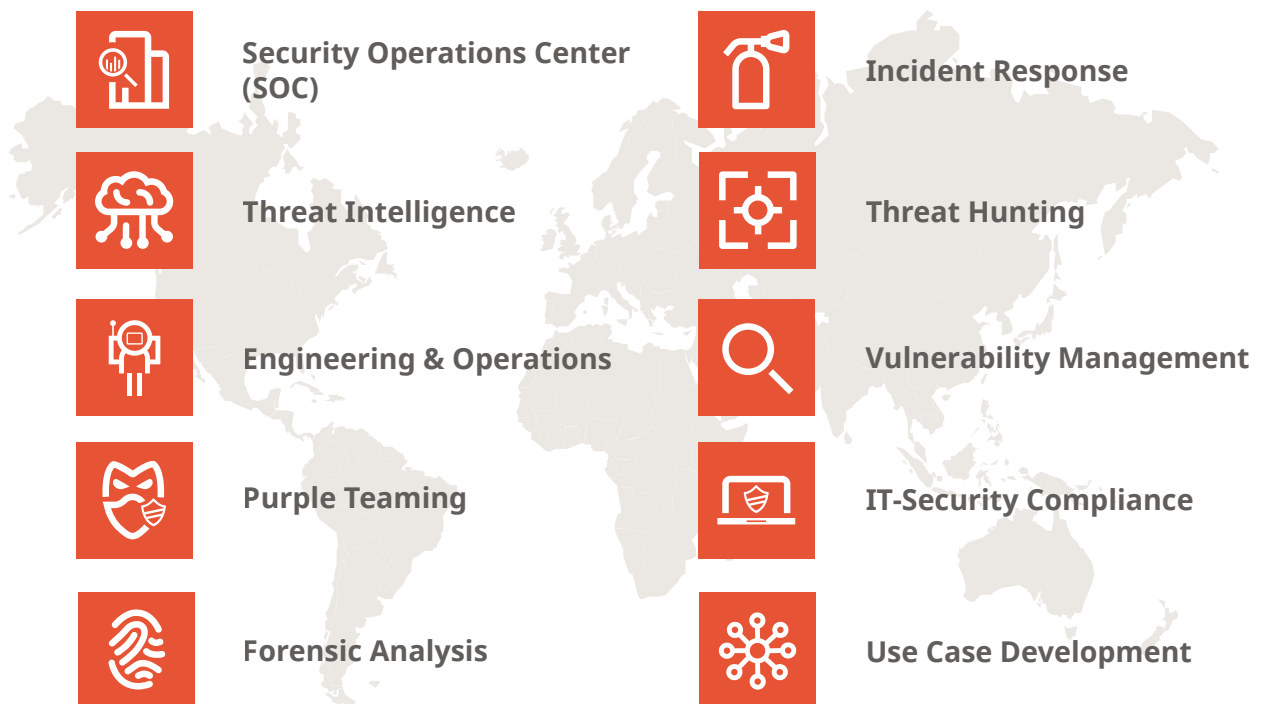 Security Operations Center
(SOC)
Incident Response
Threat Intelligence
Threat Hunting
Engineering & Operations
Vulnerability Management
Purple Teaming
IT-Security Compliance
Forensic Analysis
Use Case Development